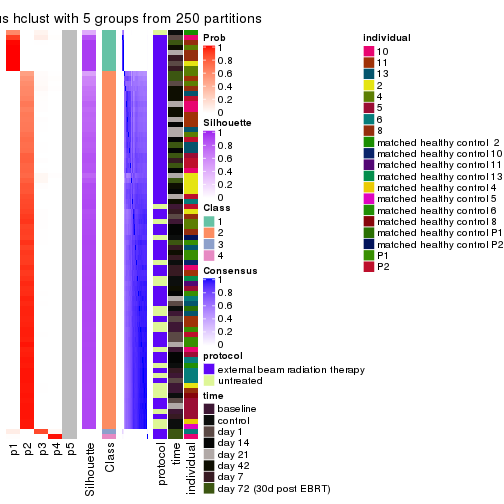 us hclust with 5 groups from 250 partitions
p1
p2
p3
p4
p5
Silhouette
Class
protocol
time
individual
Prob
1
0.8
0.6
0.4
0.2
0
Silhouette
1
0.8
0.6
0.4
0.2
0
Class
1
2
3
4
Consensus
1
0.8
0.6
0.4
0.2
0
protocol
external beam radiation therapy
untreated
time
baseline
control
day 1
day 14
day 21
day 42
day 7
day 72 (30d post EBRT)
individual
10
11
13
2
4
5
6
8
matched healthy control 2
matched healthy control 10
matched healthy control 11
matched healthy control 13
matched healthy control 4
matched healthy control 5
matched healthy control 6
matched healthy control 8
matched healthy control P1
matched healthy control P2
P1
P2